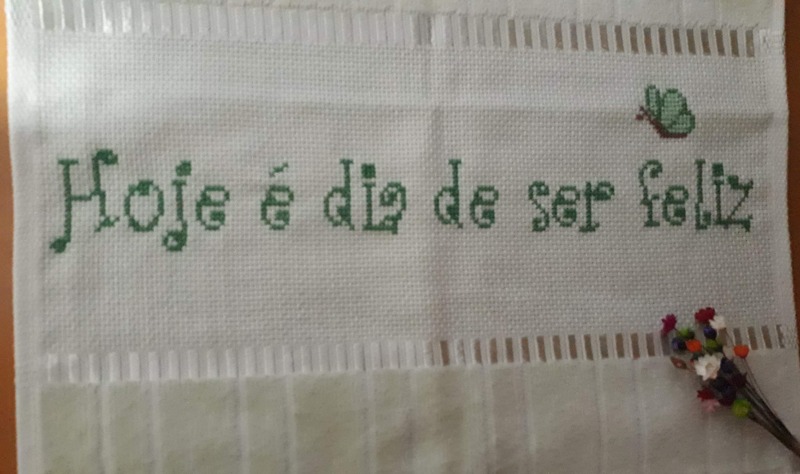 Hoje é dia de ser feliz